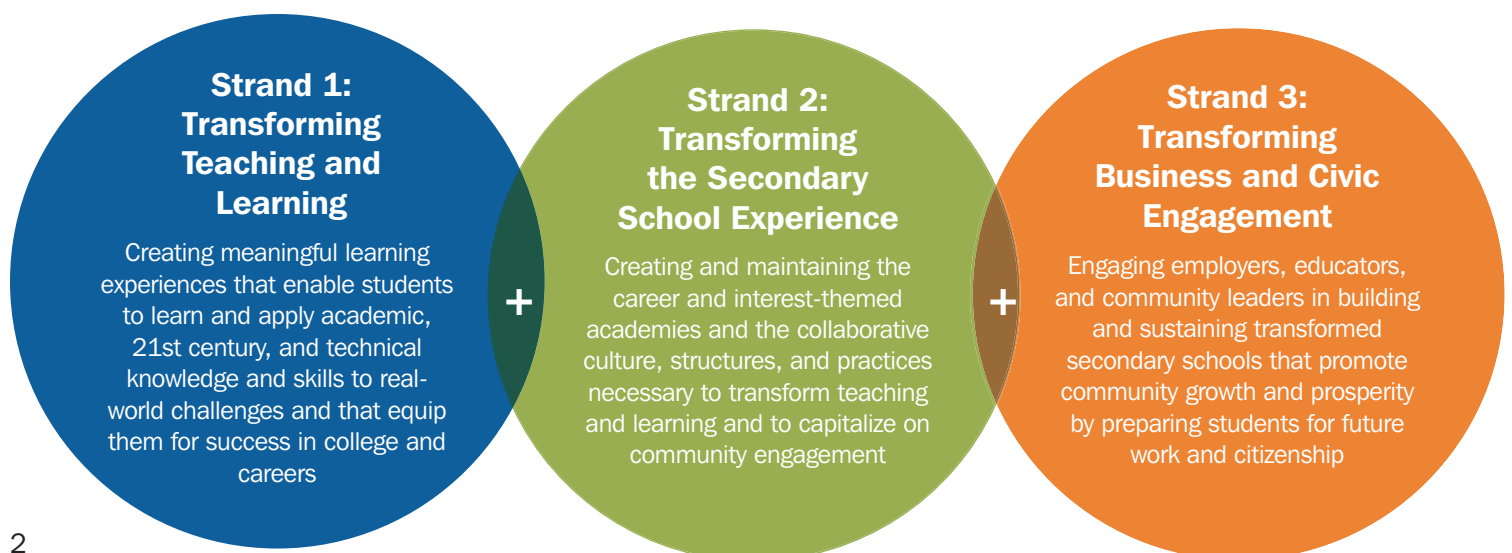 Strand 1:
Transforming
Teaching and
Learning
Creating meaningful learning
experiences that enable students
to learn and apply academic,
21st century, and technical
knowledge and skills to real-
world challenges and that equip
them for success in college and
careers
+
Strand 2:
Transforming
the Secondary
School Experience
Creating and maintaining the
career and interest-themed
academies and the collaborative
culture, structures, and practices
necessary to transform teaching
and learning and to capitalize on
community engagement
+
Strand 3:
Transforming
Business and Civic
Engagement
Engaging employers, educators,
and community leaders in building
and sustaining transformed
secondary schools that promote
community growth and prosperity
by preparing students for future
work and citizenship
2